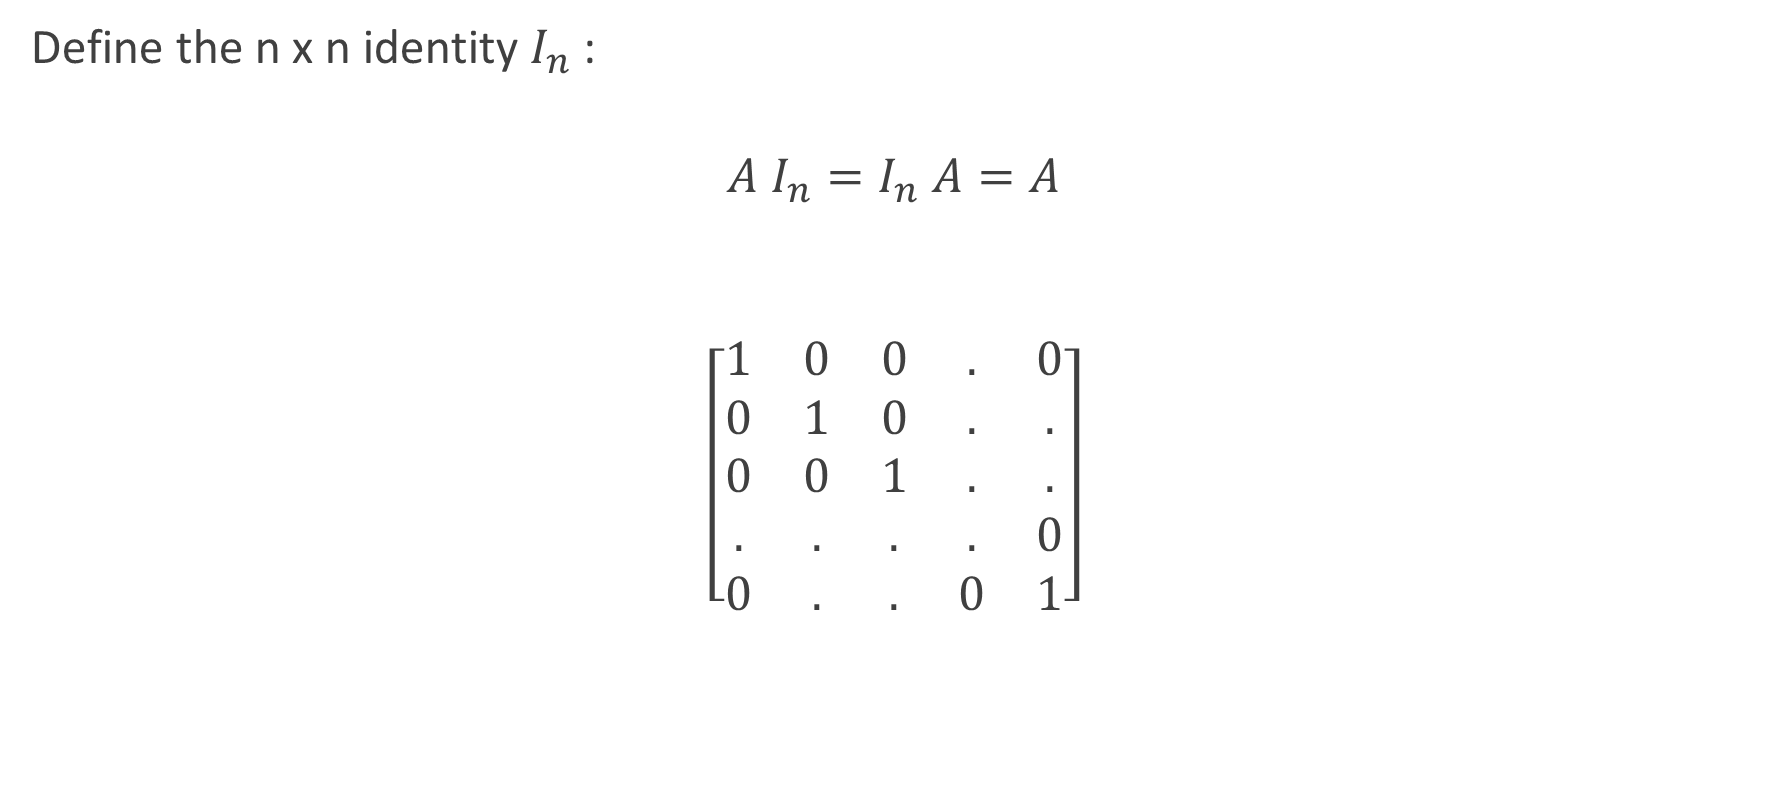 Define the n x n identity Iₙ :
A Iₙ = Iₙ A = A
1 0 0 . 0
0 1 0 . .
0 0 1 . .
. . . . 0
0 . . 0 1